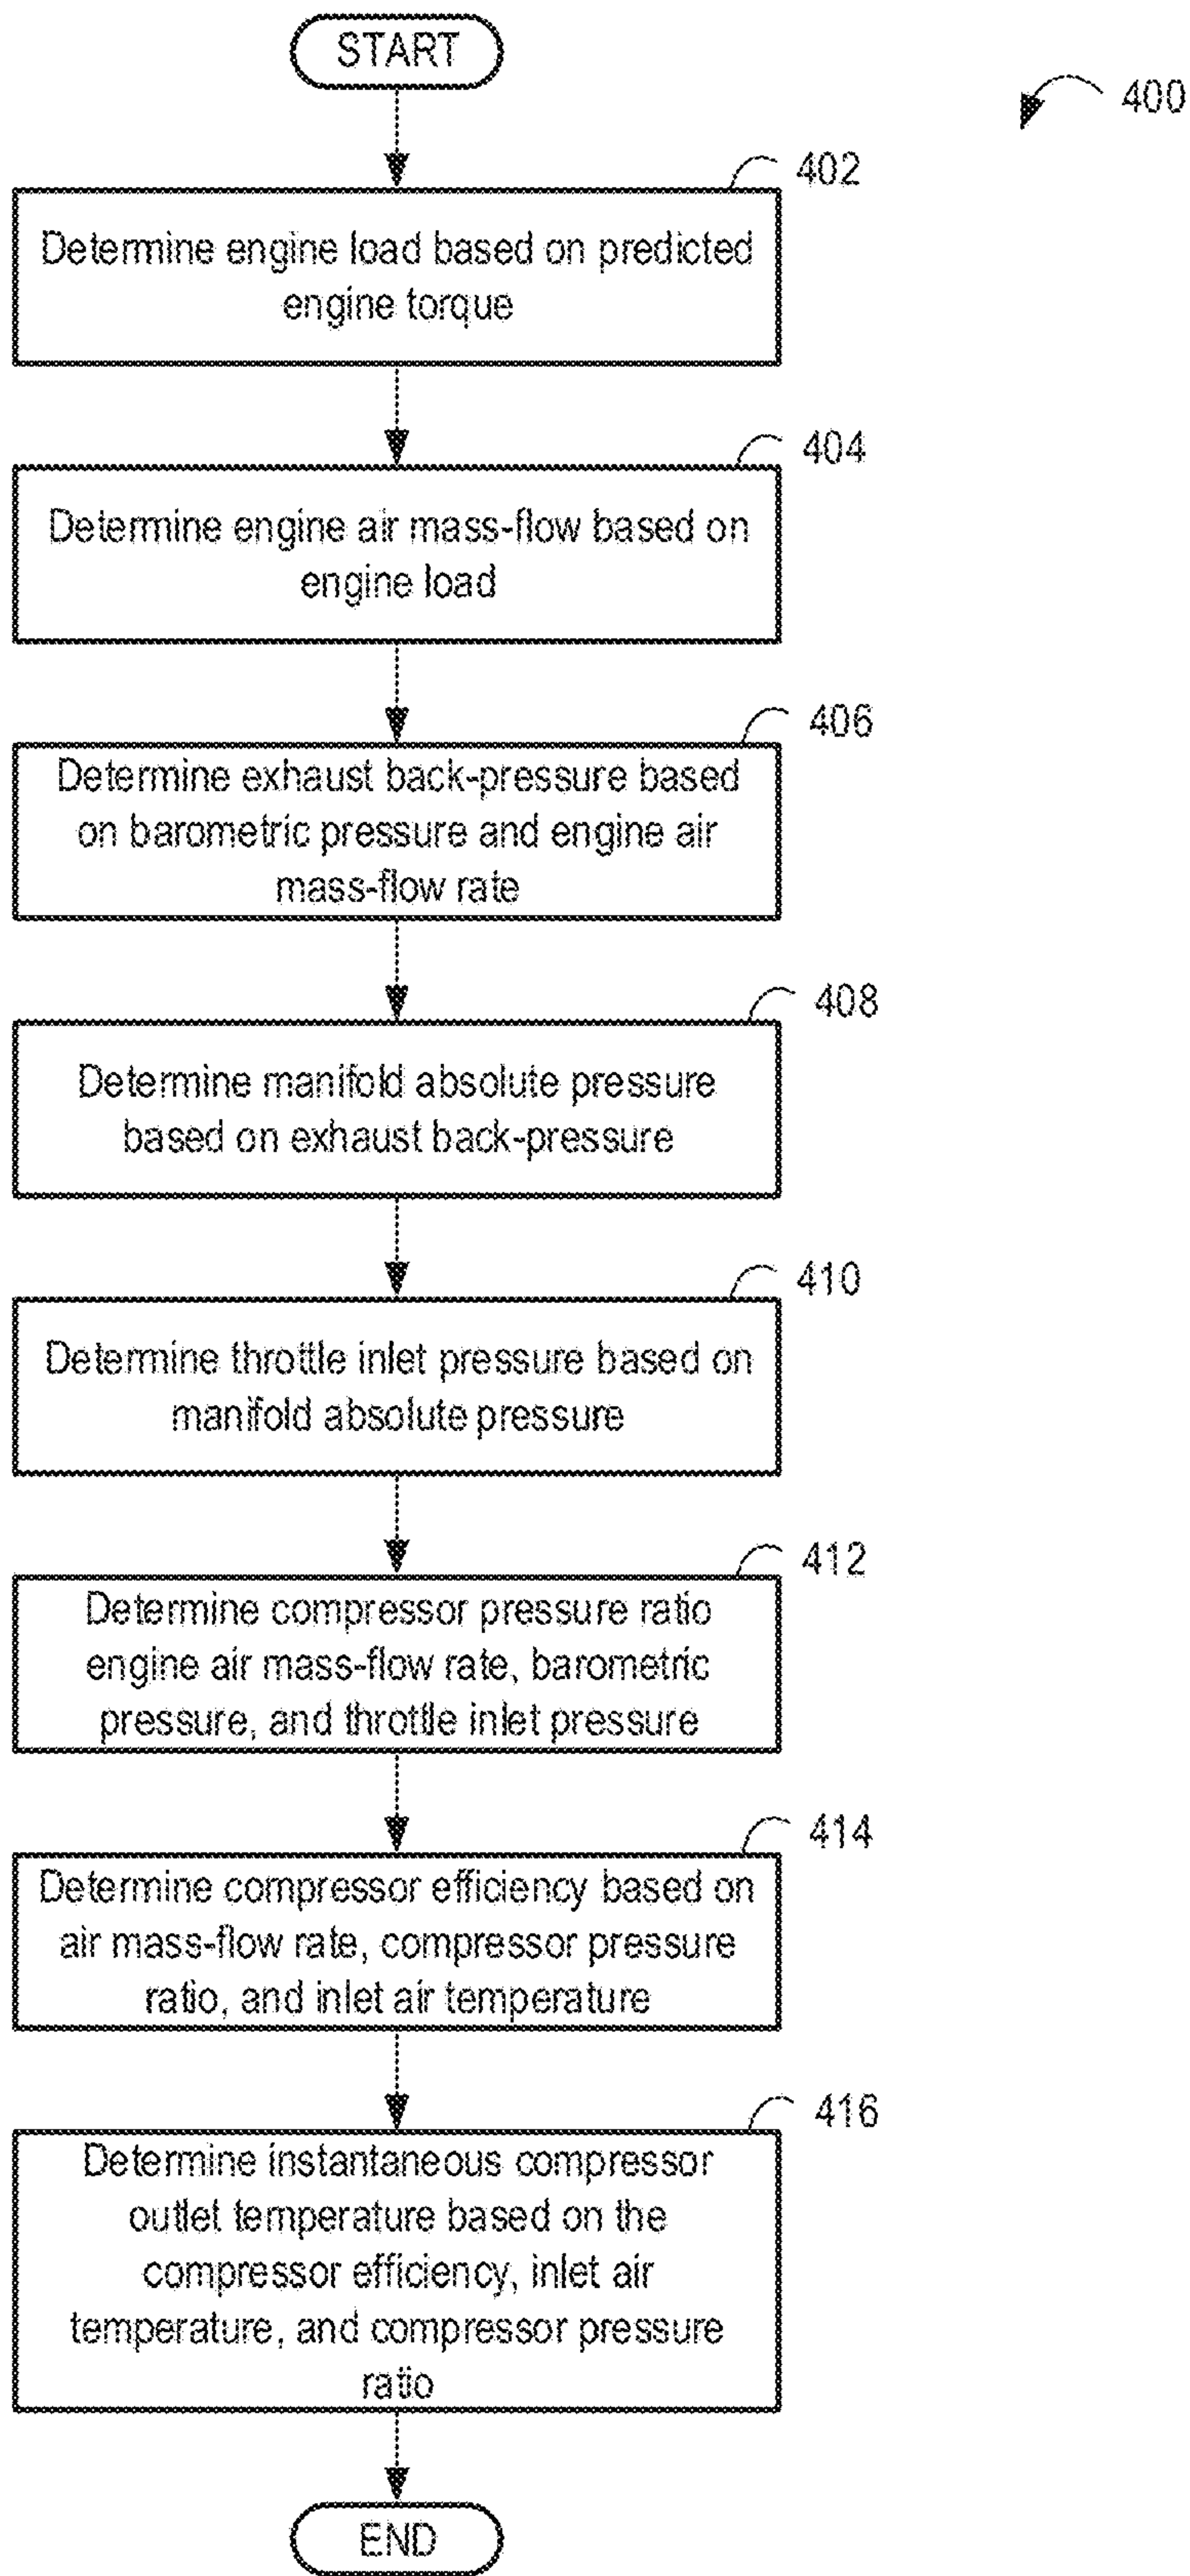 START
400
402
Determine engine load based on predicted
engine torque
404
Determine engine air mass-flow based on
engine load
406
Determine exhaust back-pressure based
on barometric pressure and engine air
mass-flow rate
408
Determine manifold absolute pressure
based on exhaust back-pressure
410
Determine throttle inlet pressure based on
manifold absolute pressure
412
Determine compressor pressure ratio
engine air mass-flow rate, barometric
pressure, and throttle inlet pressure
414
Determine compressor efficiency based on
air mass-flow rate, compressor pressure
ratio, and inlet air temperature
416
Determine instantaneous compressor
outlet temperature based on the
compressor efficiency, inlet air
temperature, and compressor pressure
ratio
END